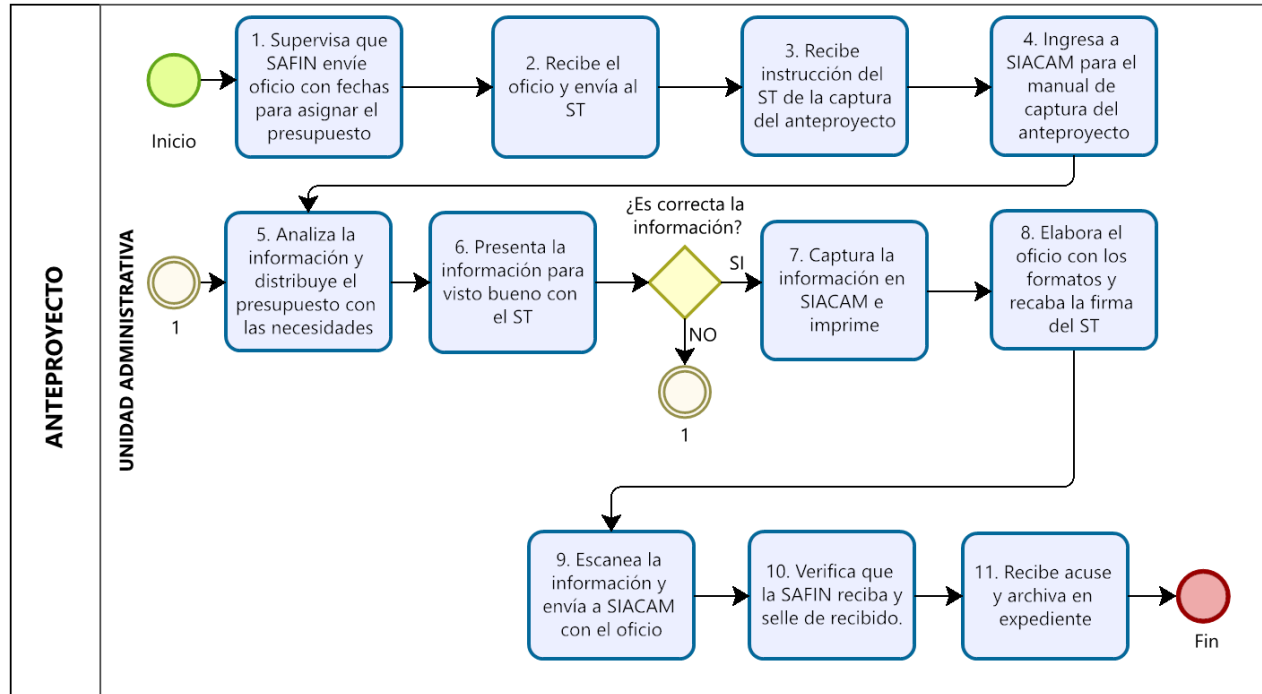 ANTEPROYECTO
UNIDAD ADMINISTRATIVA
Inicio
1. Supervisa que
SAFIN envíe
oficio con fechas
para asignar el
presupuesto
2. Recibe el
oficio y envía al
ST
3. Recibe
instrucción del
ST de la captura
del anteproyecto
4. Ingresa a
SIACAM para el
manual de
captura del
anteproyecto
1
5. Analiza la
información y
distribuye el
presupuesto con
las necesidades
6. Presenta la
información para
visto bueno con
el ST
¿Es correcta la
información?
SI
NO
1
7. Captura la
información en
SIACAM e
imprime
8. Elabora el
oficio con los
formatos y
recaba la firma
del ST
9. Escanea la
información y
envía a SIACAM
con el oficio
10. Verifica que
la SAFIN reciba y
selle de recibido.
11. Recibe acuse
y archiva en
expediente
Fin